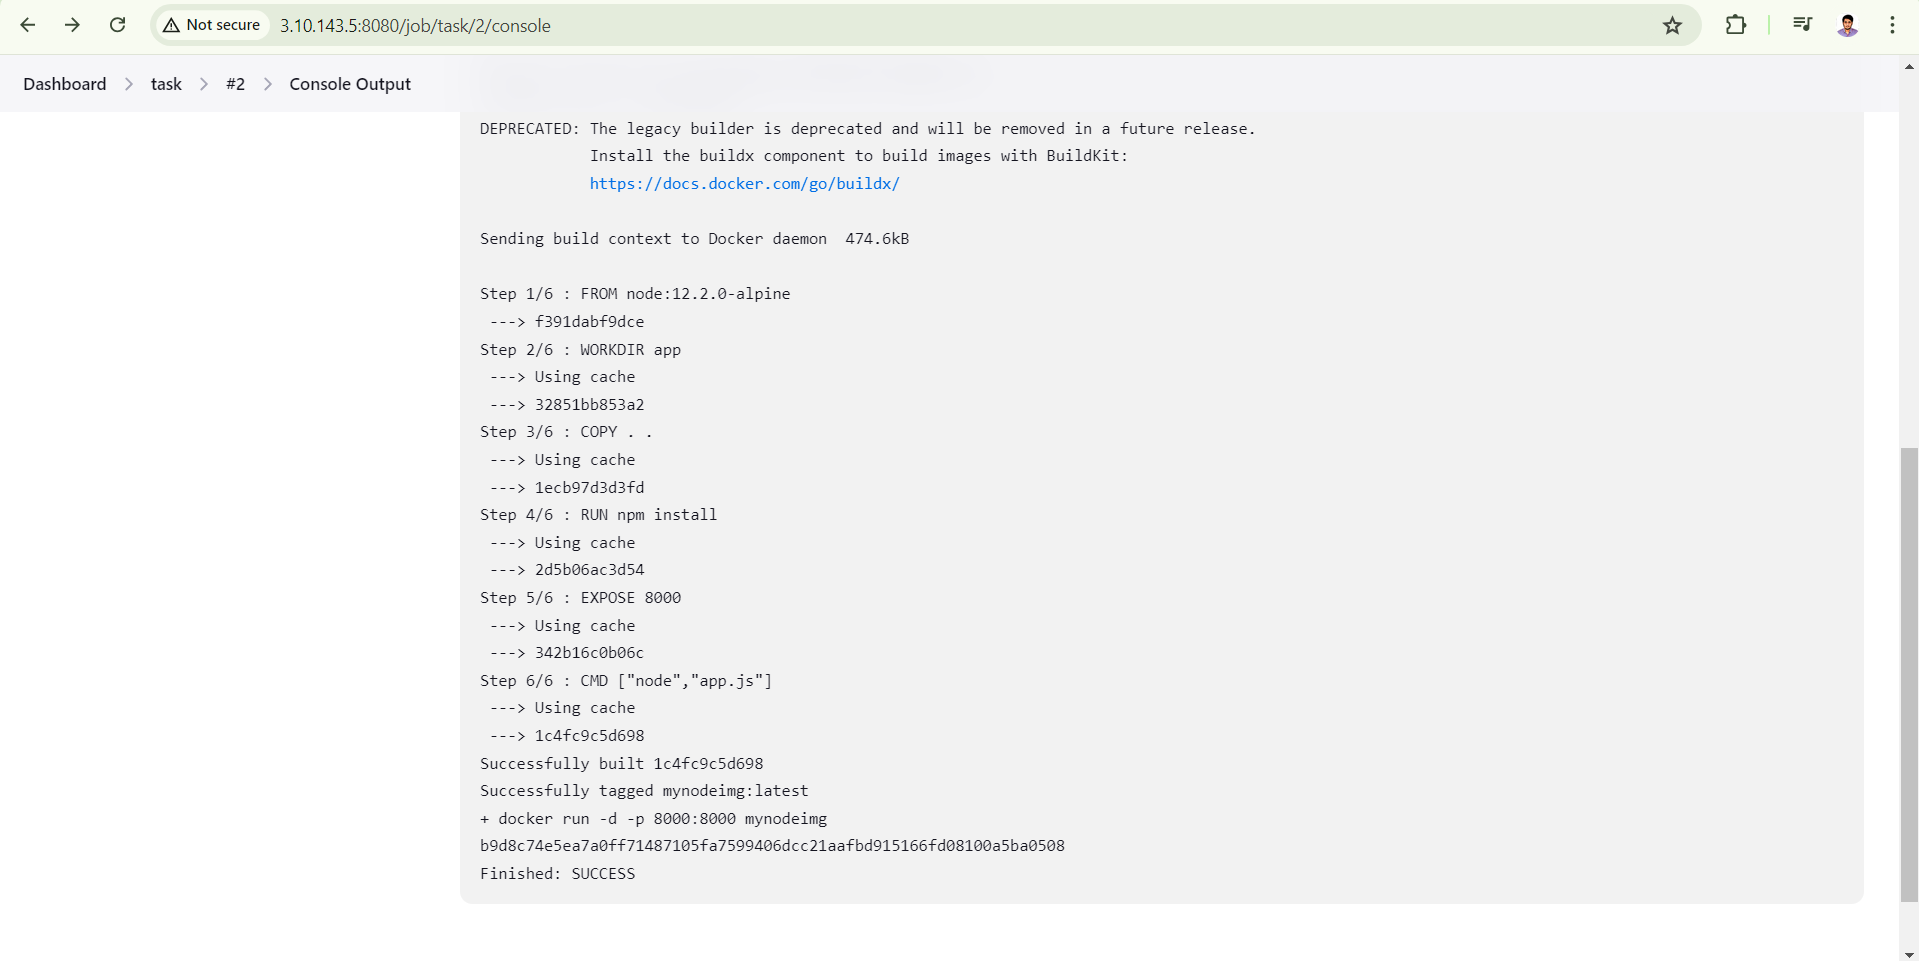 Not secure 3.10.143.5:8080/job/task/2/console
Dashboard > task > #2 > Console Output
DEPRECATED: The legacy builder is deprecated and will be removed in a future release.
            Install the buildx component to build images with BuildKit:
            https://docs.docker.com/go/buildx/
Sending build context to Docker daemon  474.6kB
Step 1/6 : FROM node:12.2.0-alpine
 ---> f391dabf9dce
Step 2/6 : WORKDIR app
 ---> Using cache
 ---> 32851bb853a2
Step 3/6 : COPY . .
 ---> Using cache
 ---> 1ecb97d3d3fd
Step 4/6 : RUN npm install
 ---> Using cache
 ---> 2d5b06ac3d54
Step 5/6 : EXPOSE 8000
 ---> Using cache
 ---> 342b16c0b06c
Step 6/6 : CMD ["node","app.js"]
 ---> Using cache
 ---> 1c4fc9c5d698
Successfully built 1c4fc9c5d698
Successfully tagged mynodeimg:latest
+ docker run -d -p 8000:8000 mynodeimg
b9d8c74e5ea7a0ff71487105fa7599406dcc21aafbd915166fd08100a5ba0508
Finished: SUCCESS